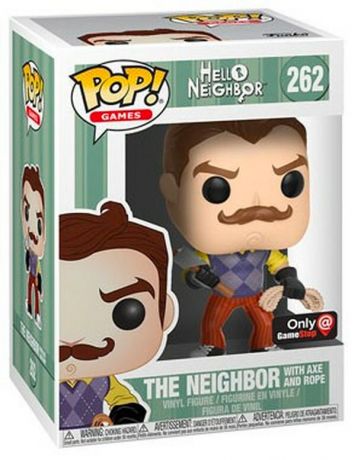 POP!
GAMES
HELLO
NEIGHBOR
262
Only @
GameStop
THE NEIGHBOR WITH AXE
AND ROPE
VINYL FIGURE / FIGURINE EN VINYLE /
FIGURA DE VINIL